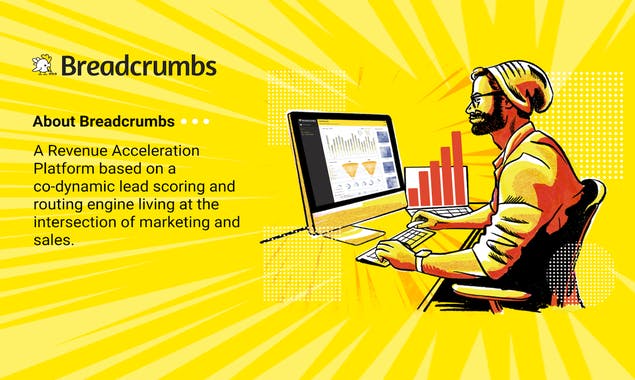 Breadcrumbs
About Breadcrumbs
A Revenue Acceleration
Platform based on a
co-dynamic lead scoring and
routing engine living at the
intersection of marketing and
sales.